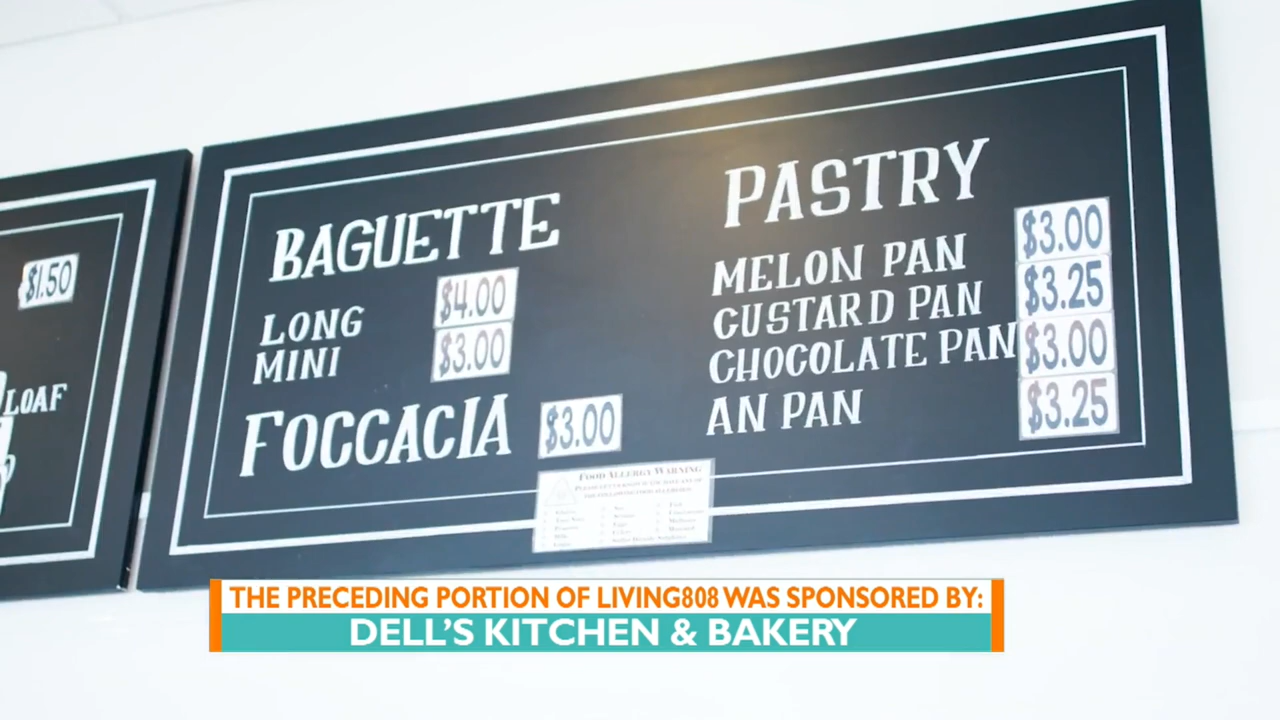 $1.50
LOAF
BAGUETTE
LONG $4.00
MINI $3.00
FOCCACIA $3.00
PASTRY
MELON PAN $3.00
CUSTARD PAN $3.25
CHOCOLATE PAN $3.00
AN PAN $3.25
FOOD ALLERGY WARNING
THE PRECEDING PORTION OF LIVING808 WAS SPONSORED BY:
DELL'S KITCHEN & BAKERY